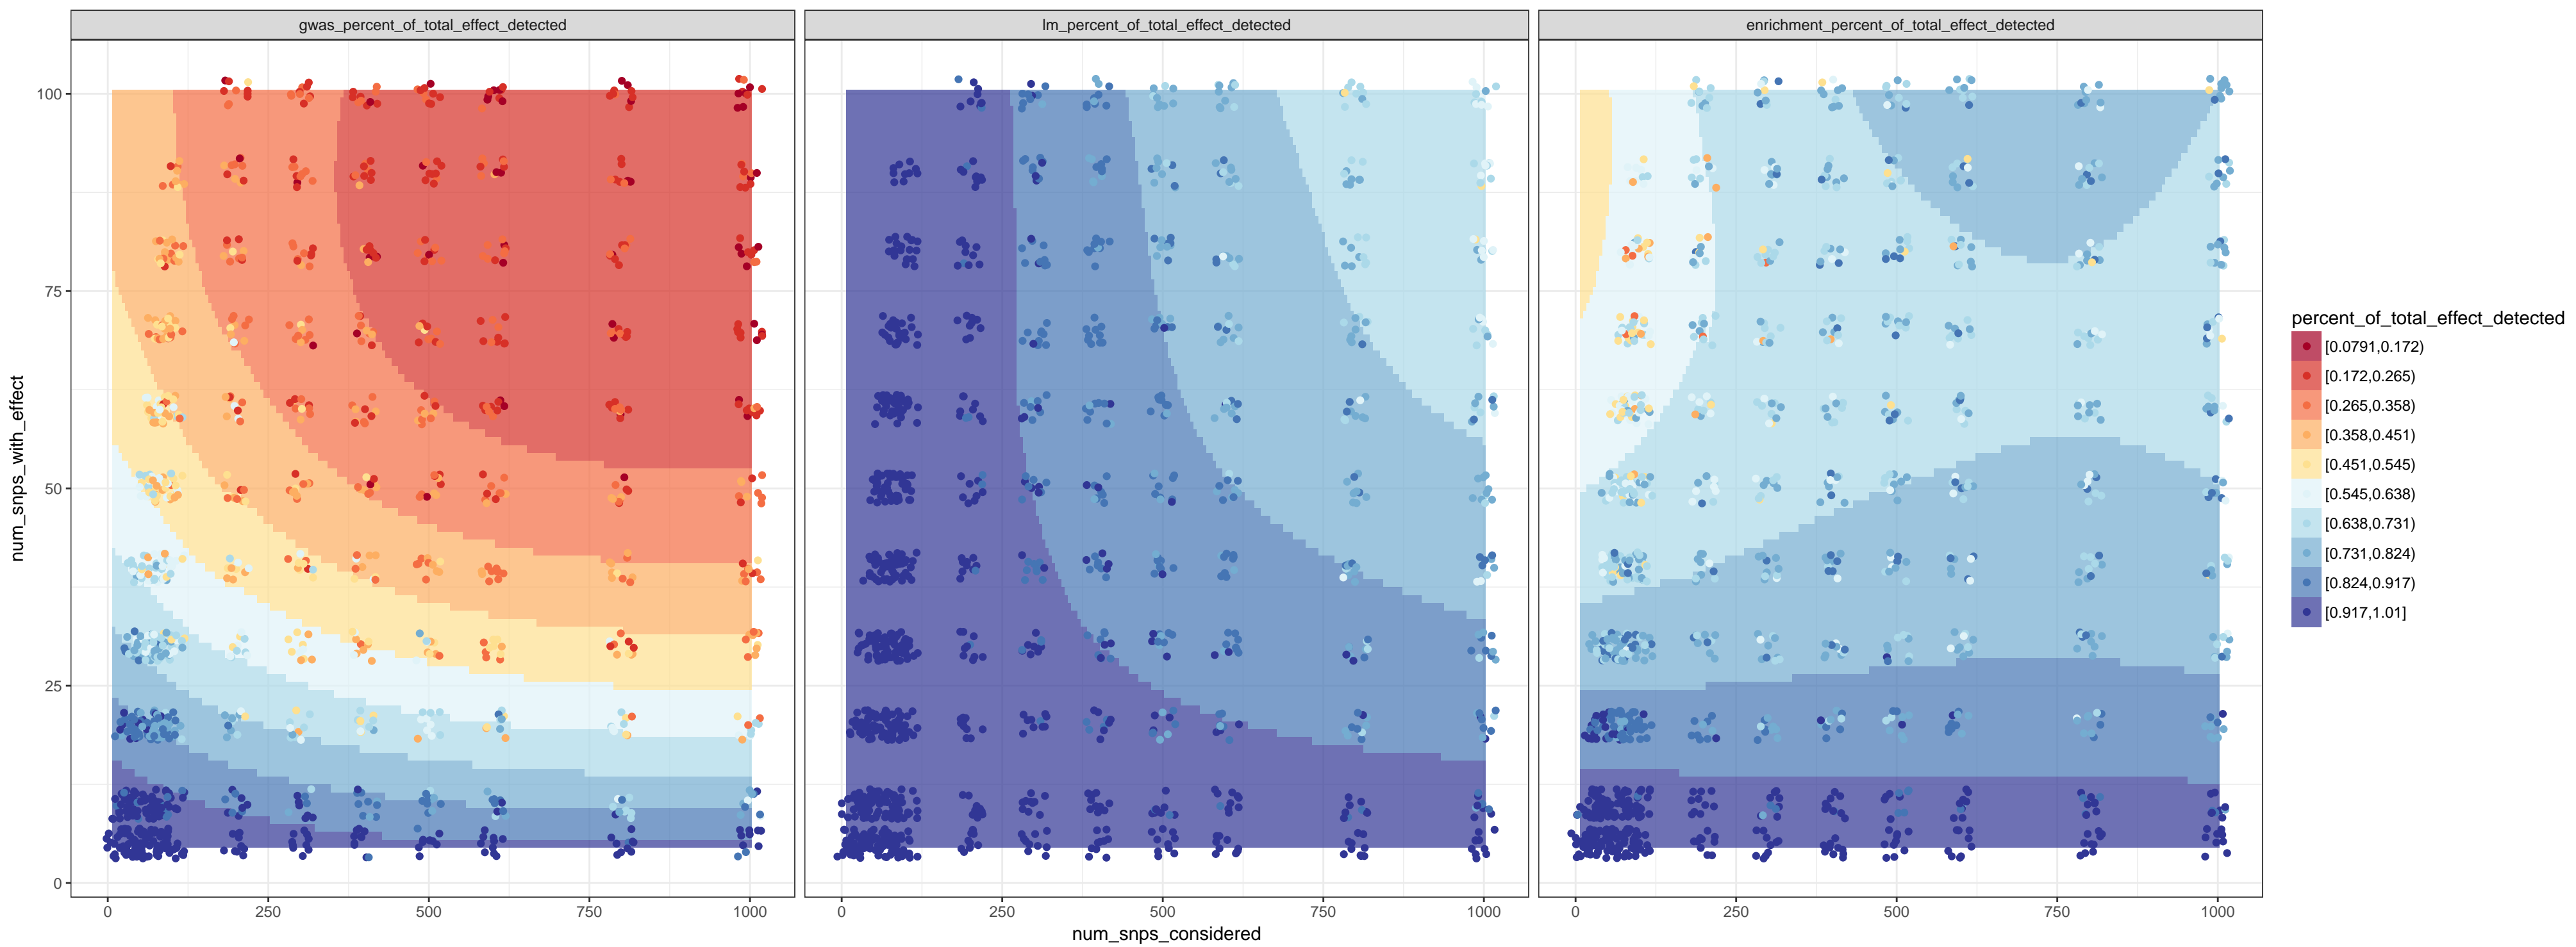 gwas_percent_of_total_effect_detected
lm_percent_of_total_effect_detected
enrichment_percent_of_total_effect_detected
100
75
50
25
0
num_snps_with_effect
0 250 500 750 1000
0 250 500 750 1000
0 250 500 750 1000
num_snps_considered
percent_of_total_effect_detected
[0.0791,0.172)
[0.172,0.265)
[0.265,0.358)
[0.358,0.451)
[0.451,0.545)
[0.545,0.638)
[0.638,0.731)
[0.731,0.824)
[0.824,0.917)
[0.917,1.01]